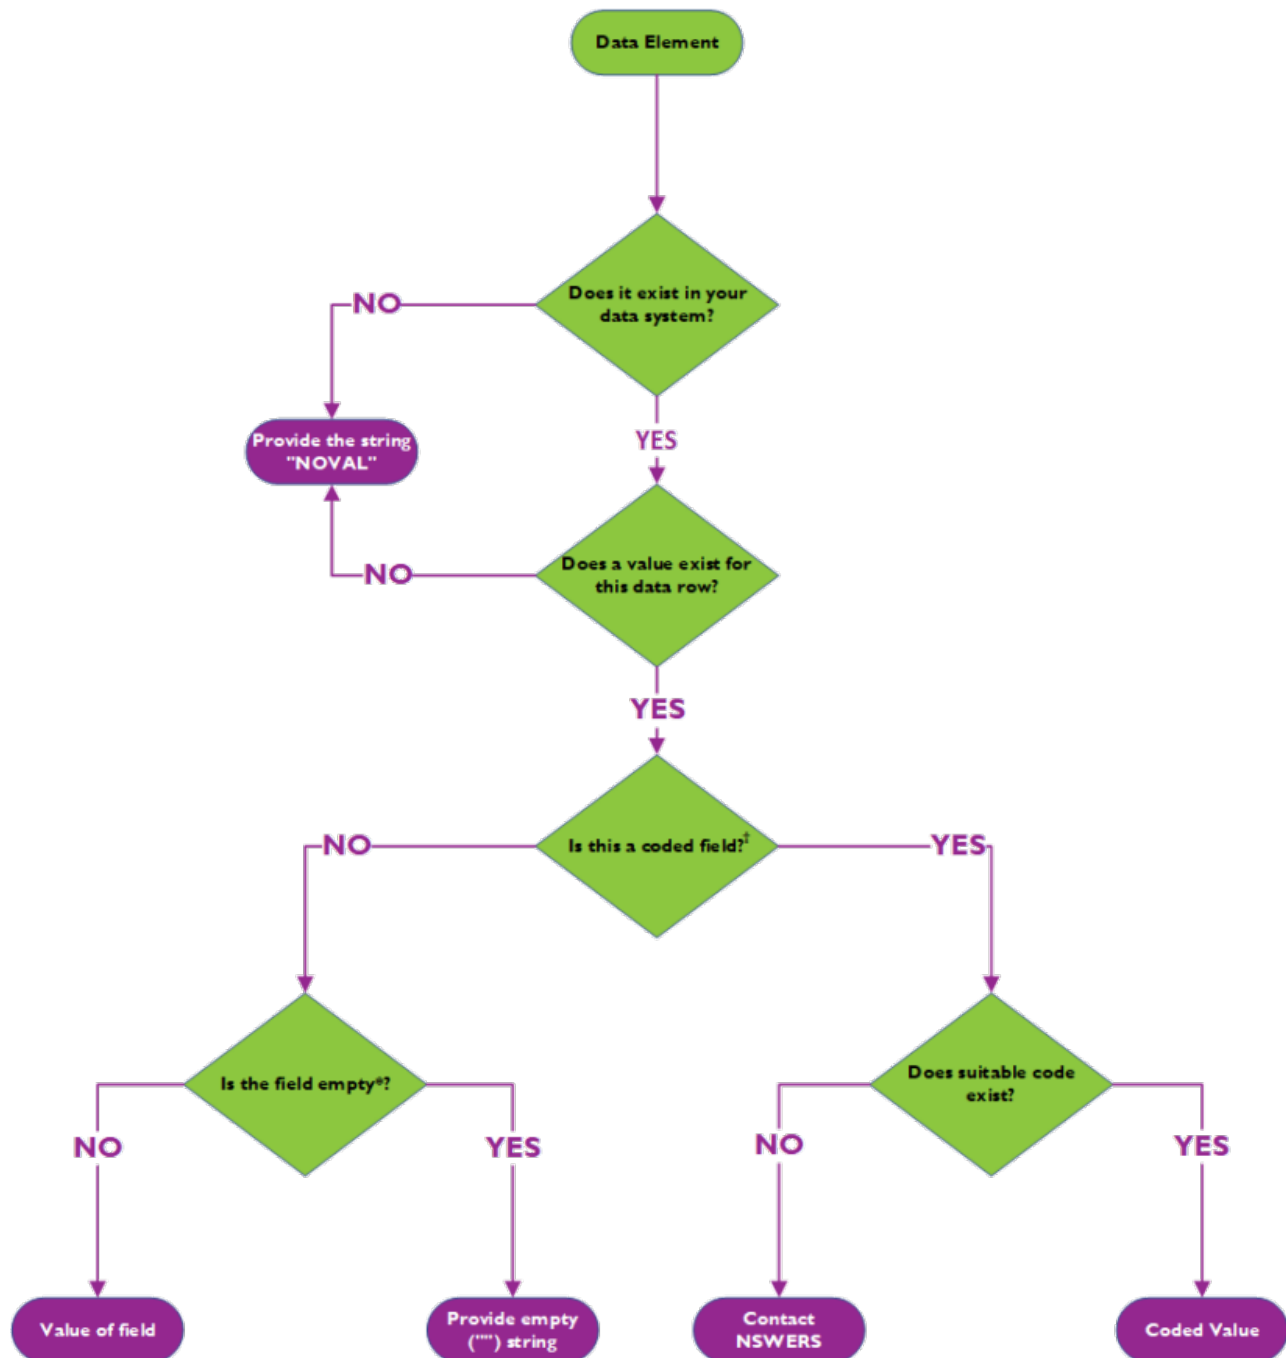 Data Element
Does it exist in your
data system?
NO
YES
Provide the string
"NOVAL"
Does a value exist for
this data row?
NO
YES
Is this a coded field?†
NO
YES
Is the field empty*?
Does suitable code
exist?
NO
YES
NO
YES
Value of field
Provide empty
("") string
Contact
NSWERS
Coded Value